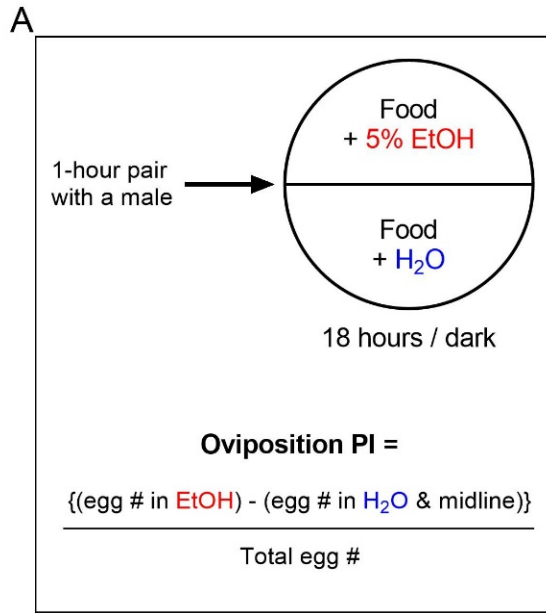 A
1-hour pair
with a male
Food
+ 5% EtOH
Food
+ H₂O
18 hours / dark
Oviposition PI =
{(egg # in EtOH) - (egg # in H₂O & midline)}
Total egg #